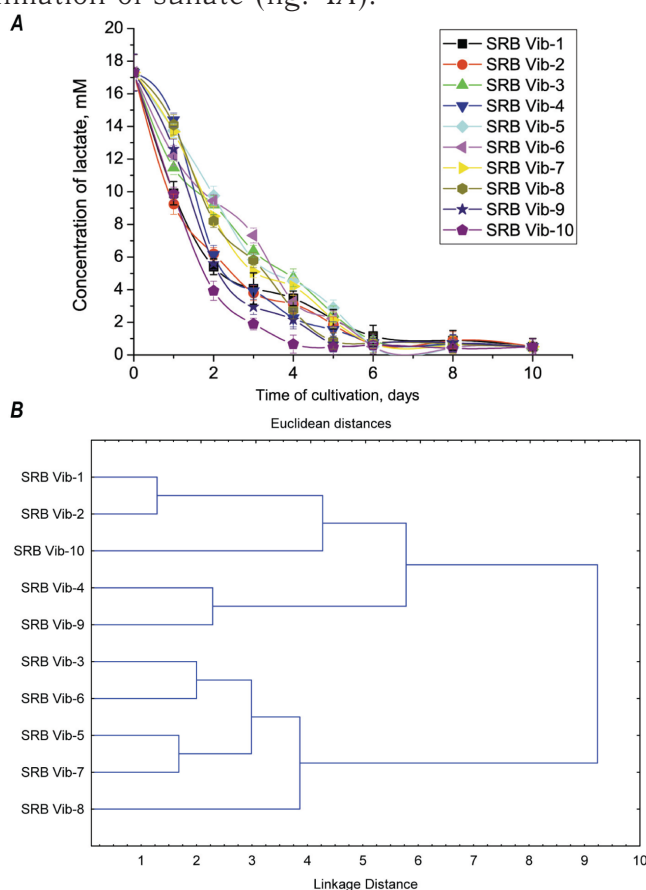 of sulfate (fig. 4A).
A
20
18
16
14
12
10
8
6
4
2
0
Concentration of lactate, mM
SRB Vib-1
SRB Vib-2
SRB Vib-3
SRB Vib-4
SRB Vib-5
SRB Vib-6
SRB Vib-7
SRB Vib-8
SRB Vib-9
SRB Vib-10
0 2 4 6 8 10
Time of cultivation, days
B
Euclidean distances
SRB Vib-1
SRB Vib-2
SRB Vib-10
SRB Vib-4
SRB Vib-9
SRB Vib-3
SRB Vib-6
SRB Vib-5
SRB Vib-7
SRB Vib-8
1 2 3 4 5 6 7 8 9 10
Linkage Distance